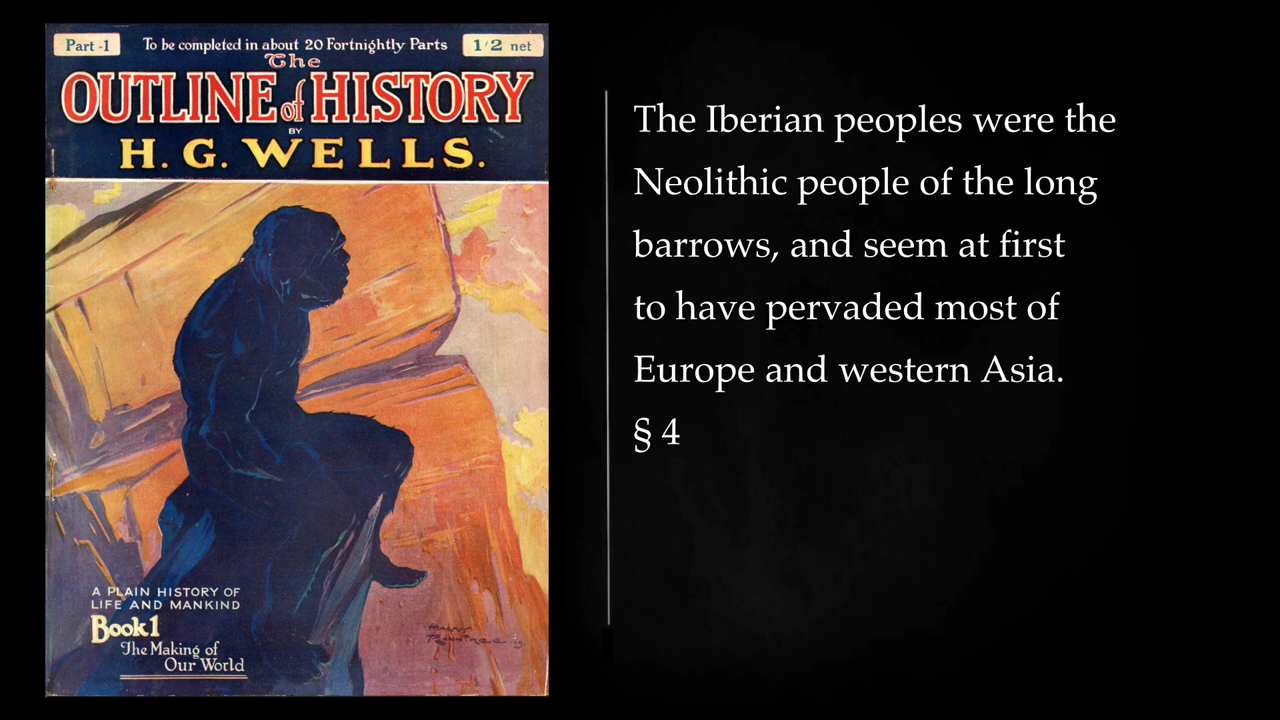 Part -1
To be completed in about 20 Fortnightly Parts
1/2 net
The
OUTLINE of HISTORY
BY
H. G. WELLS.
A PLAIN HISTORY OF
LIFE AND MANKIND
Book 1
The Making of
Our World
The Iberian peoples were the
Neolithic people of the long
barrows, and seem at first
to have pervaded most of
Europe and western Asia.
§ 4